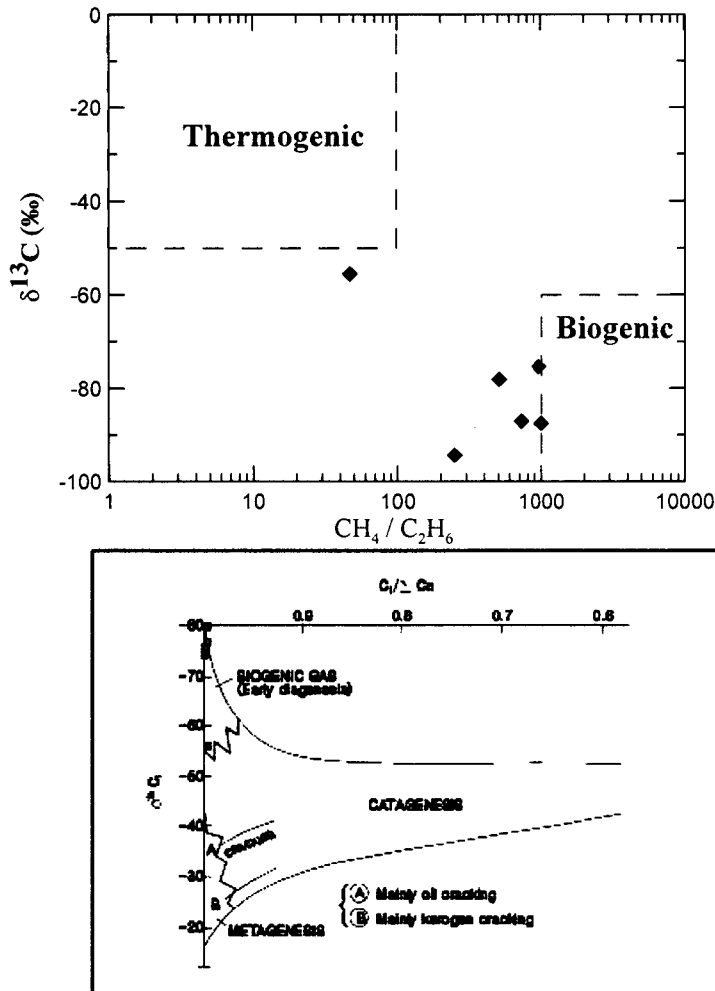 0
-20
-40
-60
-80
-100
δ13C (‰)
Thermogenic
Biogenic
1
10
100
1000
10000
CH4 / C2H6
C1/Σ Cn
0.9
0.8
0.7
0.6
-70
-60
-50
-40
-30
-20
BIOGENIC GAS
(Early diagenesis)
CATAGENESIS
A
B
METAGENESIS
A Mainly oil cracking
B Mainly kerogen cracking